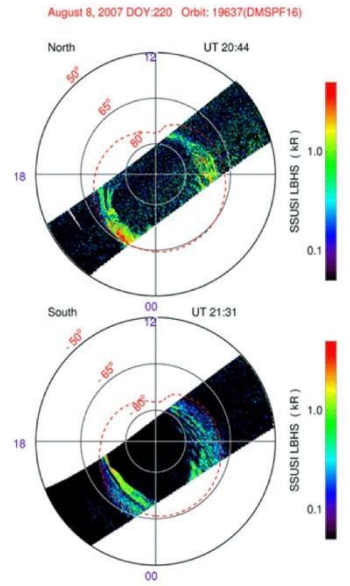 August 8, 2007 DOY:220 Orbit: 19637(DMSPF16)
North
UT 20:44
12
50°
65°
80°
18
00
1.0
0.1
SSUSI LBHS ( kR )
South
UT 21:31
12
-50°
-65°
-80°
18
00
1.0
0.1
SSUSI LBHS ( kR )